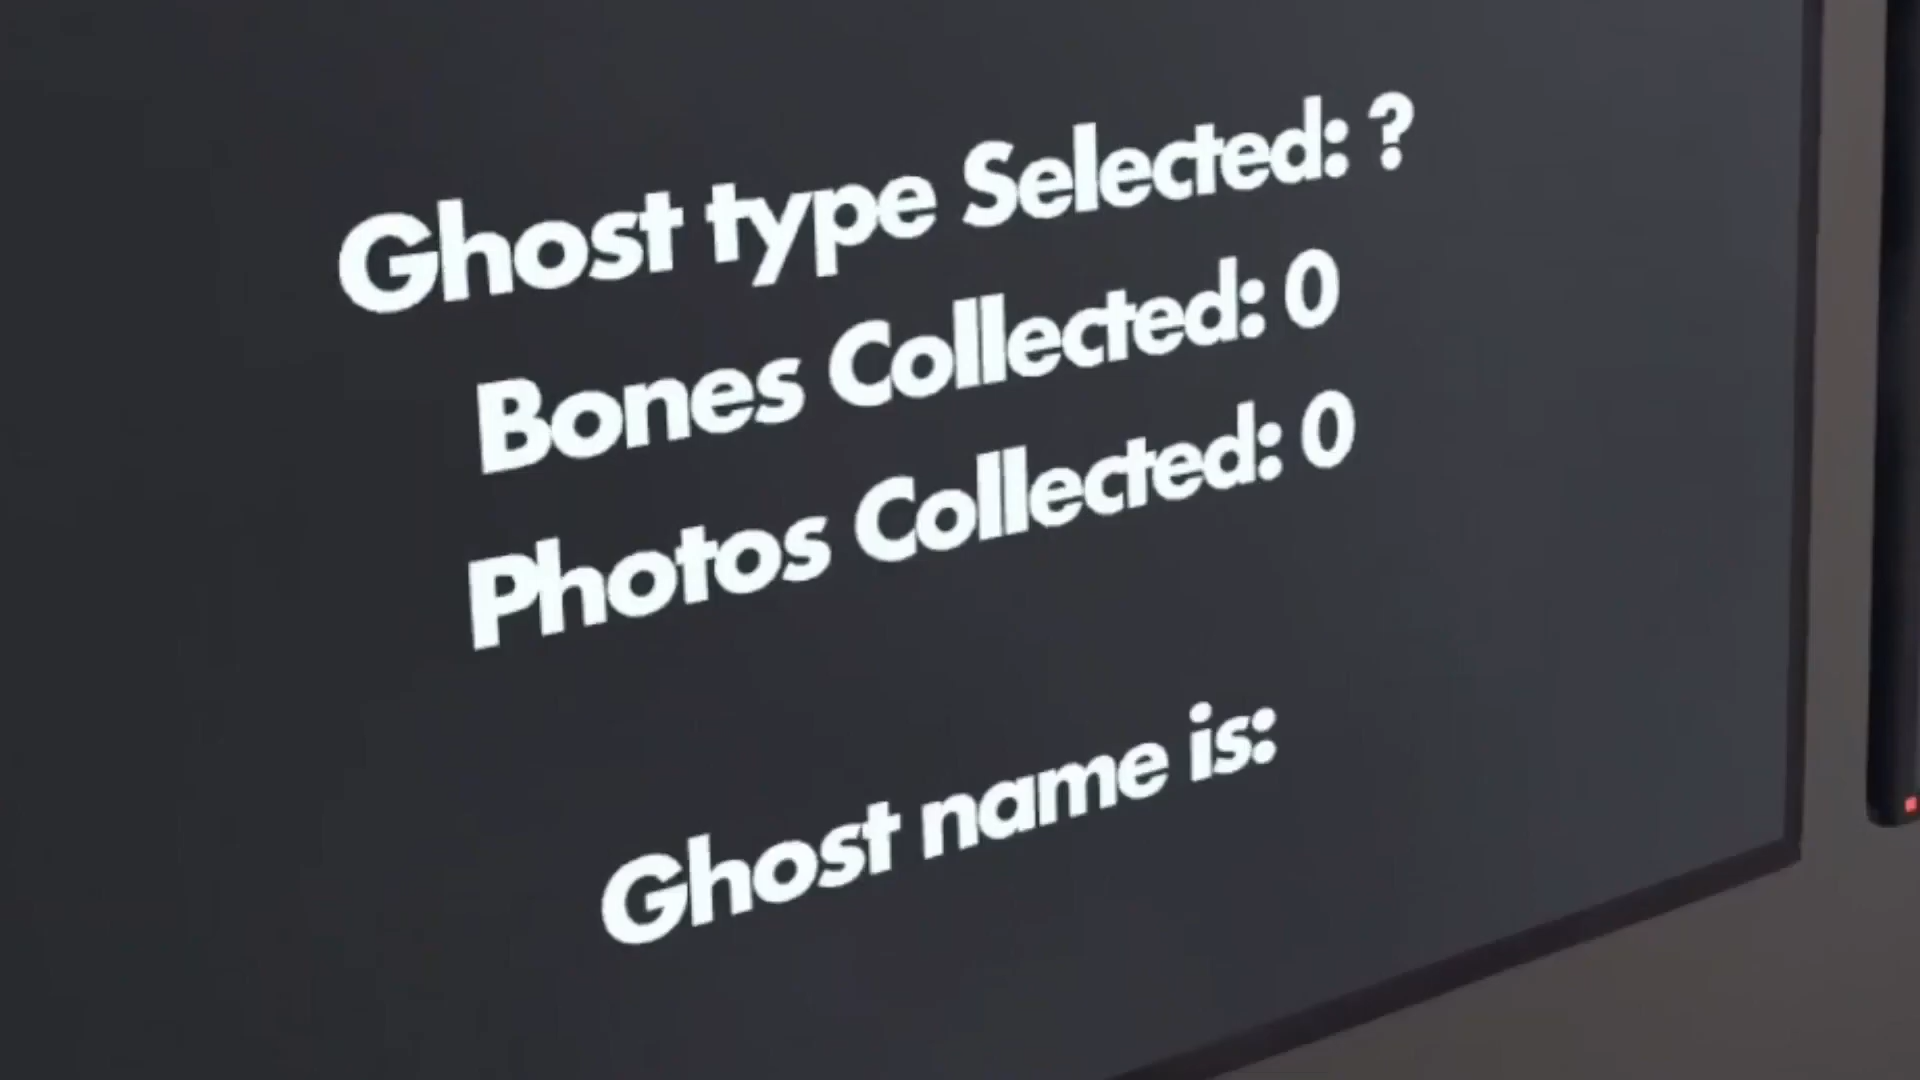 Ghost type Selected: ?
Bones Collected: 0
Photos Collected: 0
Ghost name is: